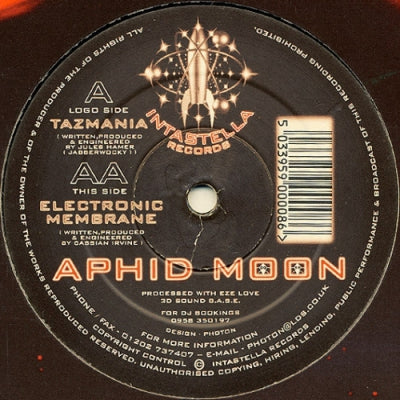 ALL RIGHTS OF THE PRODUCER & OF THE OWNER OF THE WORKS REPRODUCED RESERVED. UNAUTHORISED COPYING, HIRING, LENDING, PUBLIC PERFORMANCE & BROADCAST OF THIS RECORDING PROHIBITED.
INTASTELLA
RECORDS
A
LOGO SIDE
TAZMANIA
( WRITTEN, PRODUCED
& ENGINEERED
BY JULES HAMER
( JABBERWOCKY ) )
AA
THIS SIDE
ELECTRONIC
MEMBRANE
( WRITTEN, PRODUCED
& ENGINEERED
BY CASSIAN IRVINE )
5 033957 000086 >
APHID MOON
PROCESSED WITH EZE LOVE
3D SOUND B.A.S.E.
FOR DJ BOOKINGS
0958 350197
DESIGN - PHOTON
FOR MORE INFORMATION
PHONE / FAX - 01202 737407 - E-MAIL - PHOTON@LDS.CO.UK
COPYRIGHT CONTROL © INTASTELLA RECORDS